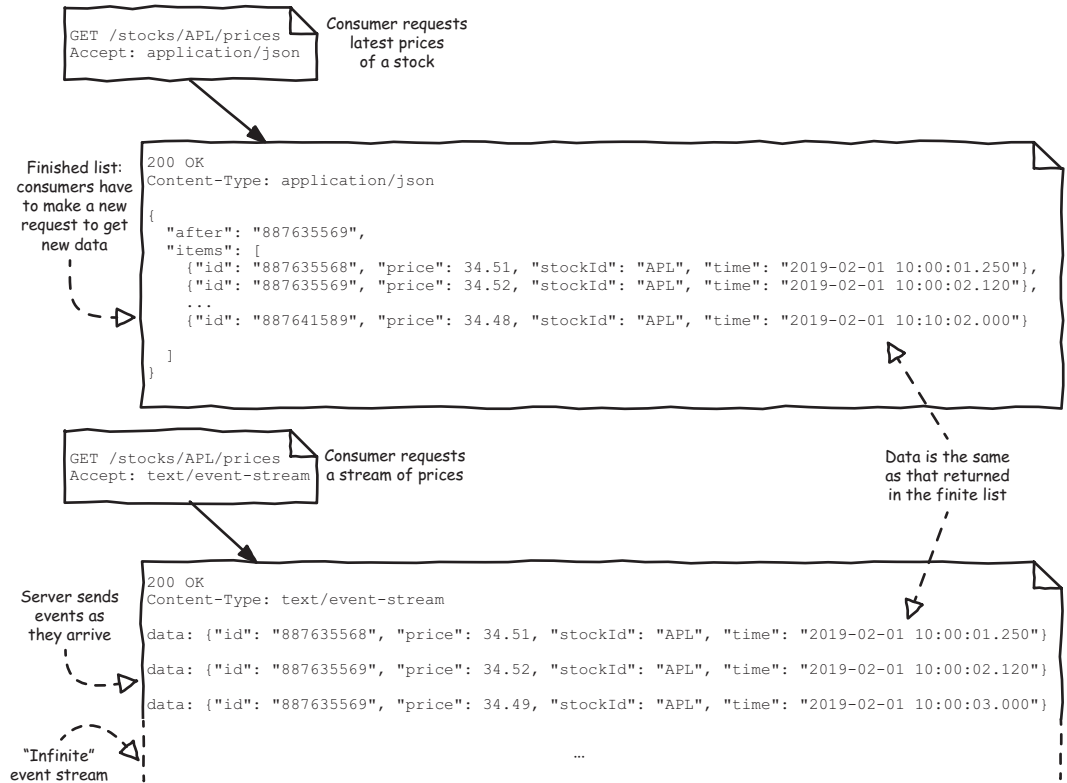 GET /stocks/APL/prices
Accept: application/json
Consumer requests
latest prices
of a stock
Finished list:
consumers have
to make a new
request to get
new data
200 OK
Content-Type: application/json
{
"after": "887635569",
"items": [
{"id": "887635568", "price": 34.51, "stockId": "APL", "time": "2019-02-01 10:00:01.250"},
{"id": "887635569", "price": 34.52, "stockId": "APL", "time": "2019-02-01 10:00:02.120"},
...
{"id": "887641589", "price": 34.48, "stockId": "APL", "time": "2019-02-01 10:10:02.000"}
]
}
GET /stocks/APL/prices
Accept: text/event-stream
Consumer requests
a stream of prices
Data is the same
as that returned
in the finite list
Server sends
events as
they arrive
200 OK
Content-Type: text/event-stream
data: {"id": "887635568", "price": 34.51, "stockId": "APL", "time": "2019-02-01 10:00:01.250"}
data: {"id": "887635569", "price": 34.52, "stockId": "APL", "time": "2019-02-01 10:00:02.120"}
data: {"id": "887635569", "price": 34.49, "stockId": "APL", "time": "2019-02-01 10:00:03.000"}
"Infinite"
event stream
...